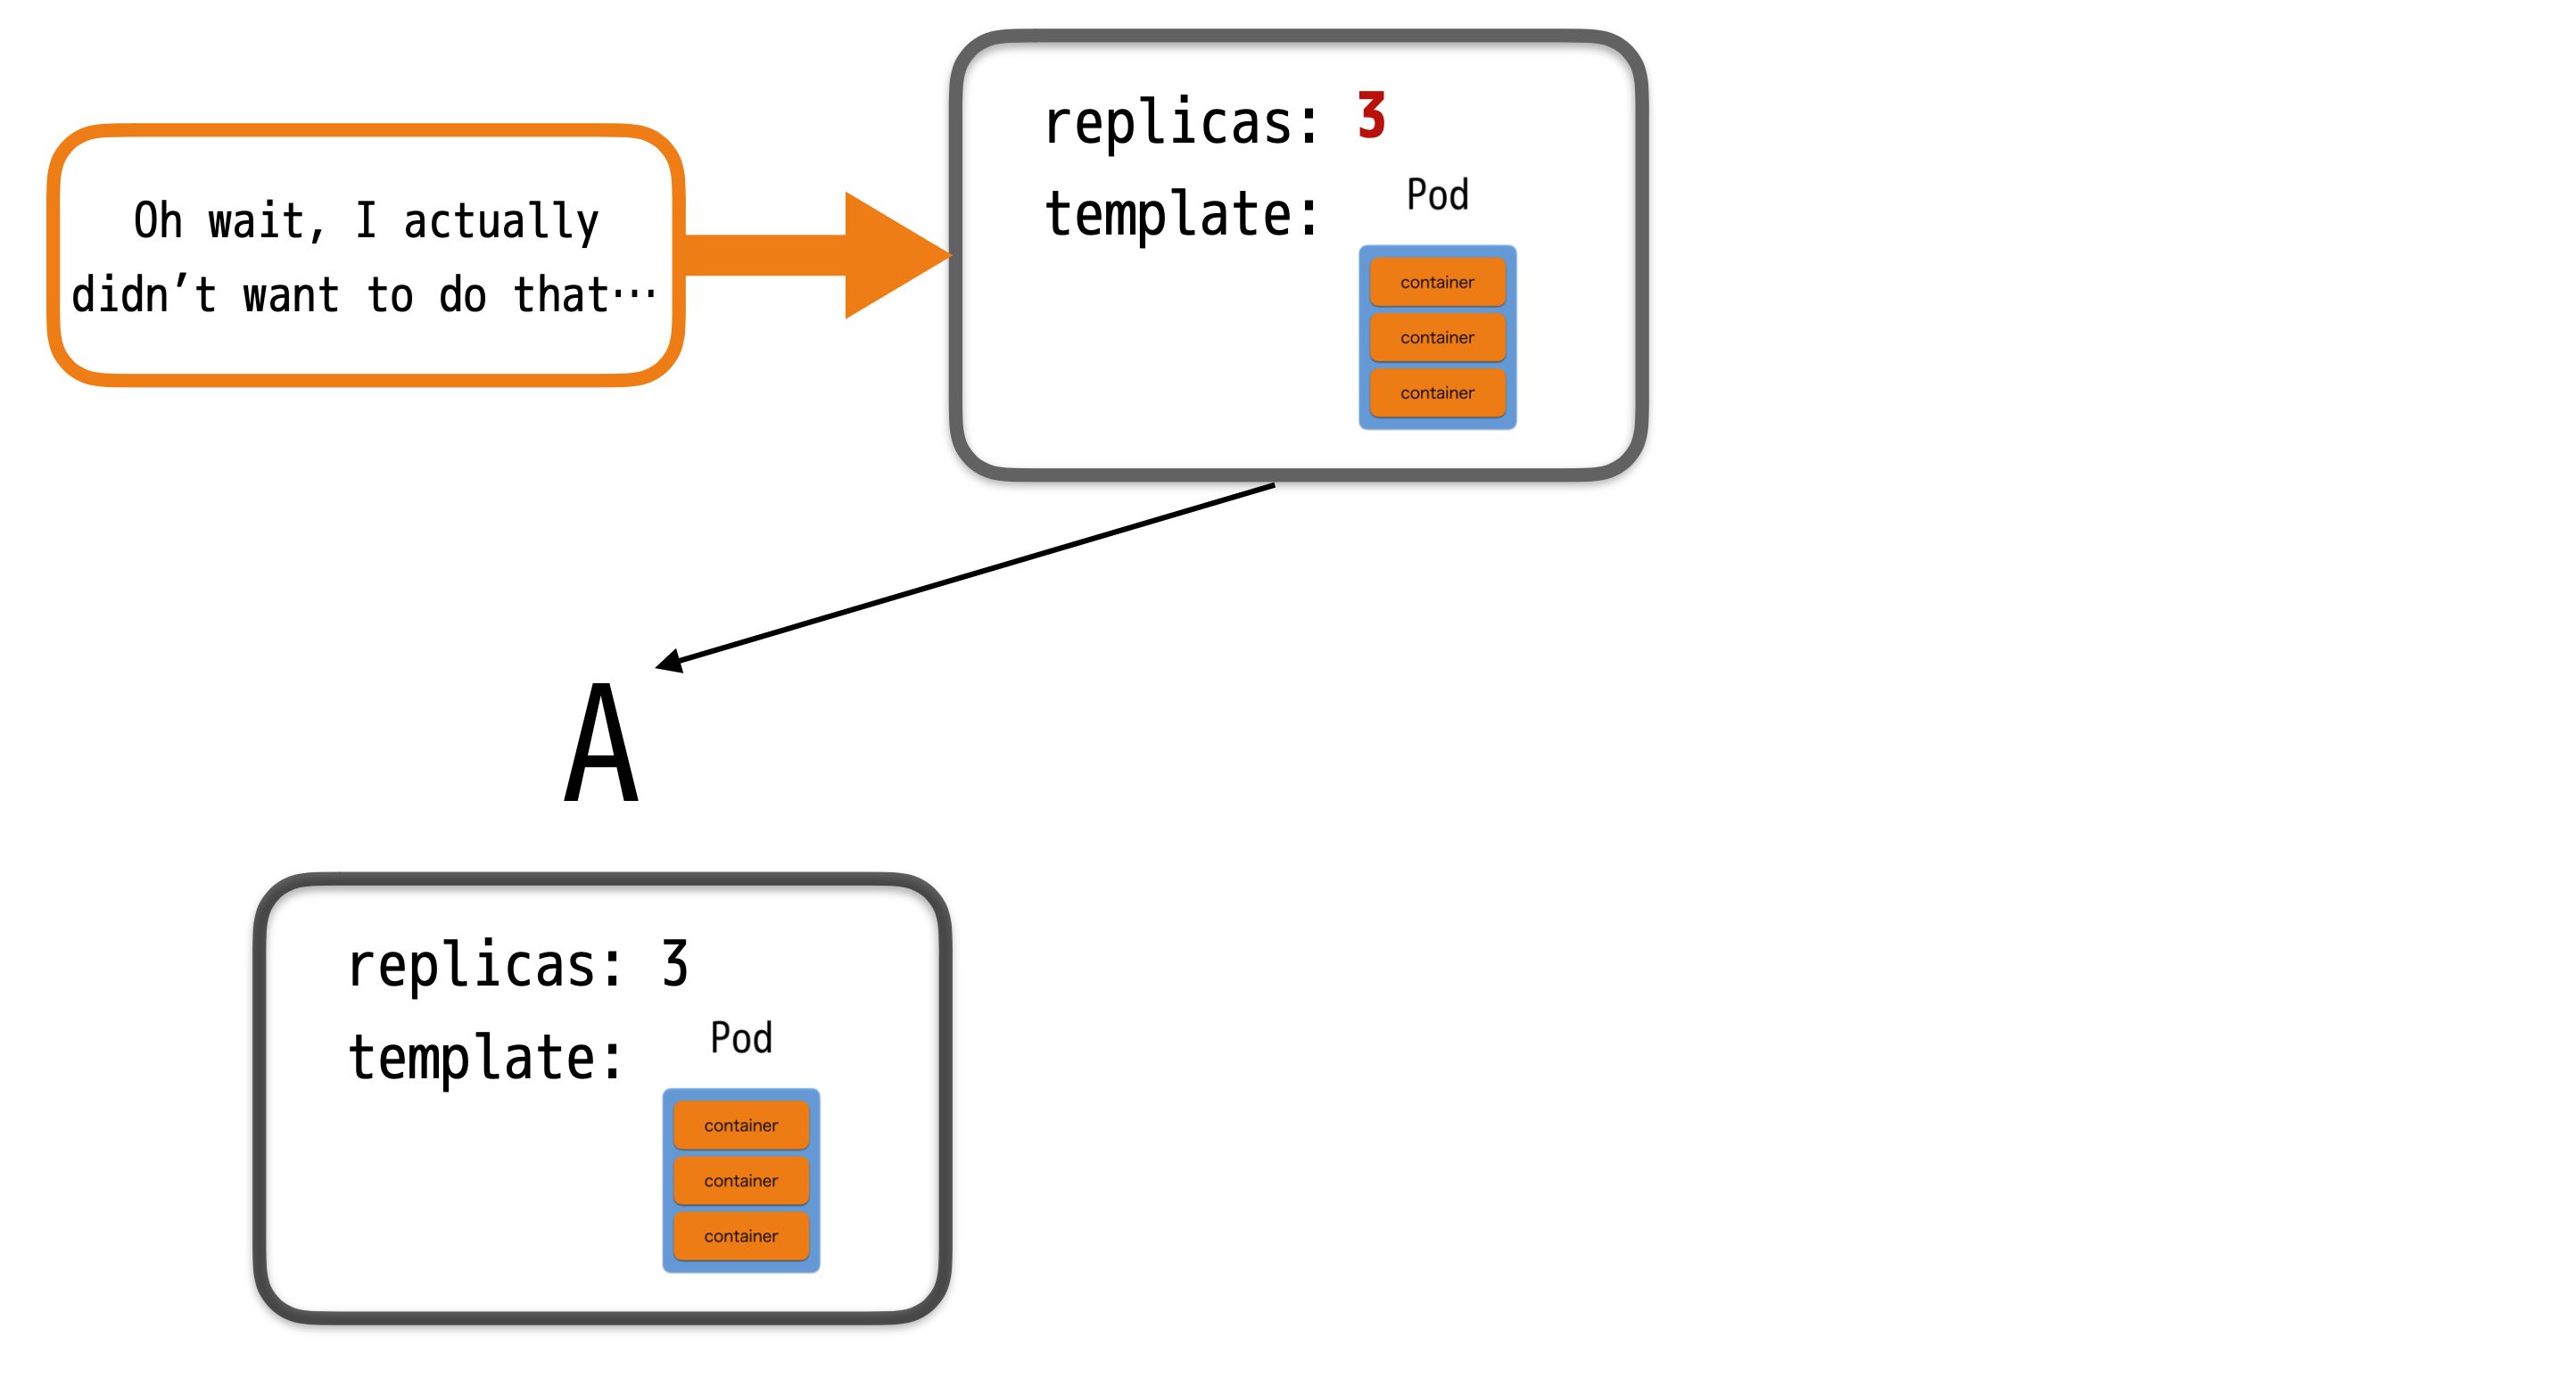 Oh wait, I actually
didn’t want to do that⋯
replicas: 3
template:
Pod
container
container
container
A
replicas: 3
template:
Pod
container
container
container